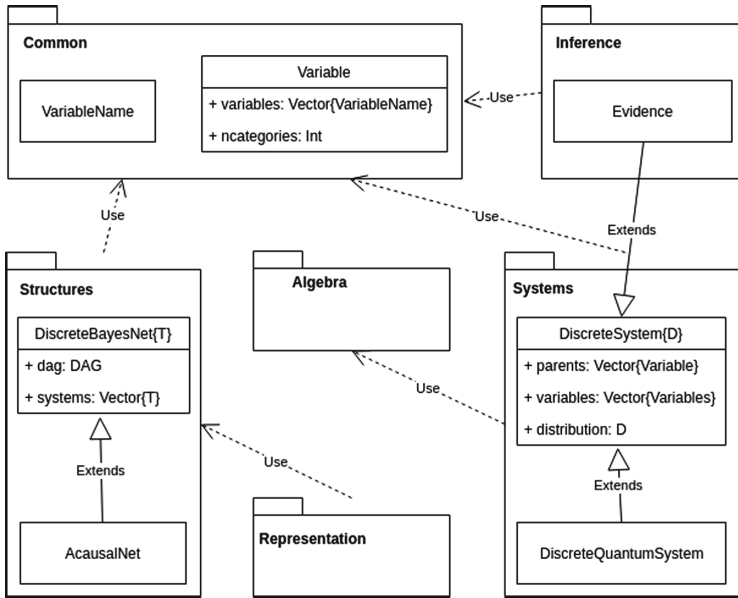 Common
VariableName
Variable
+ variables: Vector{VariableName}
+ ncategories: Int
Use
Inference
Evidence
Use
Use
Extends
Structures
DiscreteBayesNet{T}
+ dag: DAG
+ systems: Vector{T}
Extends
AcausalNet
Algebra
Use
Use
Representation
Systems
DiscreteSystem{D}
+ parents: Vector{Variable}
+ variables: Vector{Variables}
+ distribution: D
Extends
DiscreteQuantumSystem